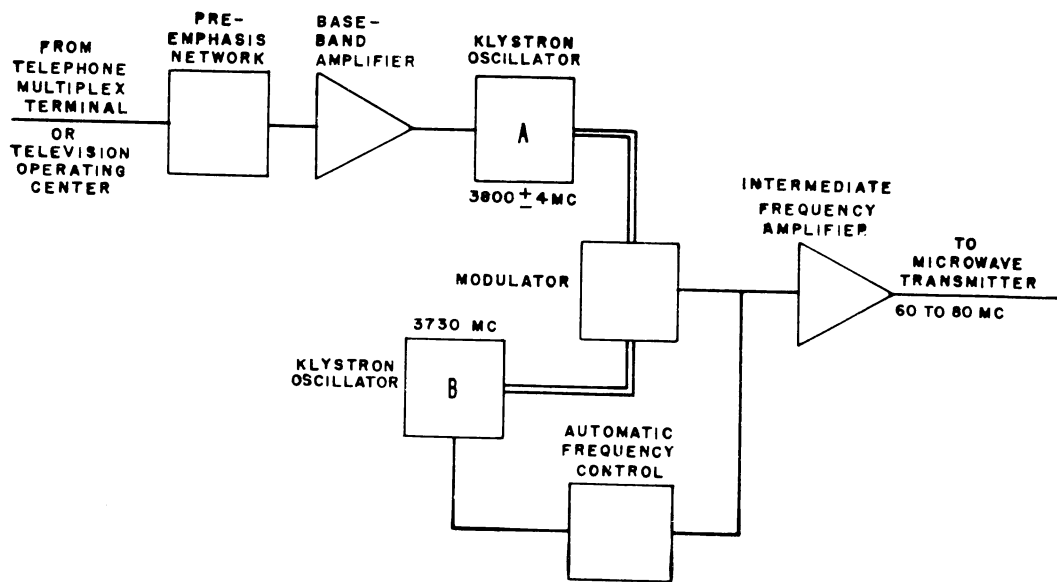 FROM
TELEPHONE
MULTIPLEX
TERMINAL
OR
TELEVISION
OPERATING
CENTER
PRE-
EMPHASIS
NETWORK
BASE-
BAND
AMPLIFIER
KLYSTRON
OSCILLATOR
A
3800 ± 4 MC
MODULATOR
3730 MC
KLYSTRON
OSCILLATOR
B
AUTOMATIC
FREQUENCY
CONTROL
INTERMEDIATE
FREQUENCY
AMPLIFIER
TO
MICROWAVE
TRANSMITTER
60 TO 80 MC